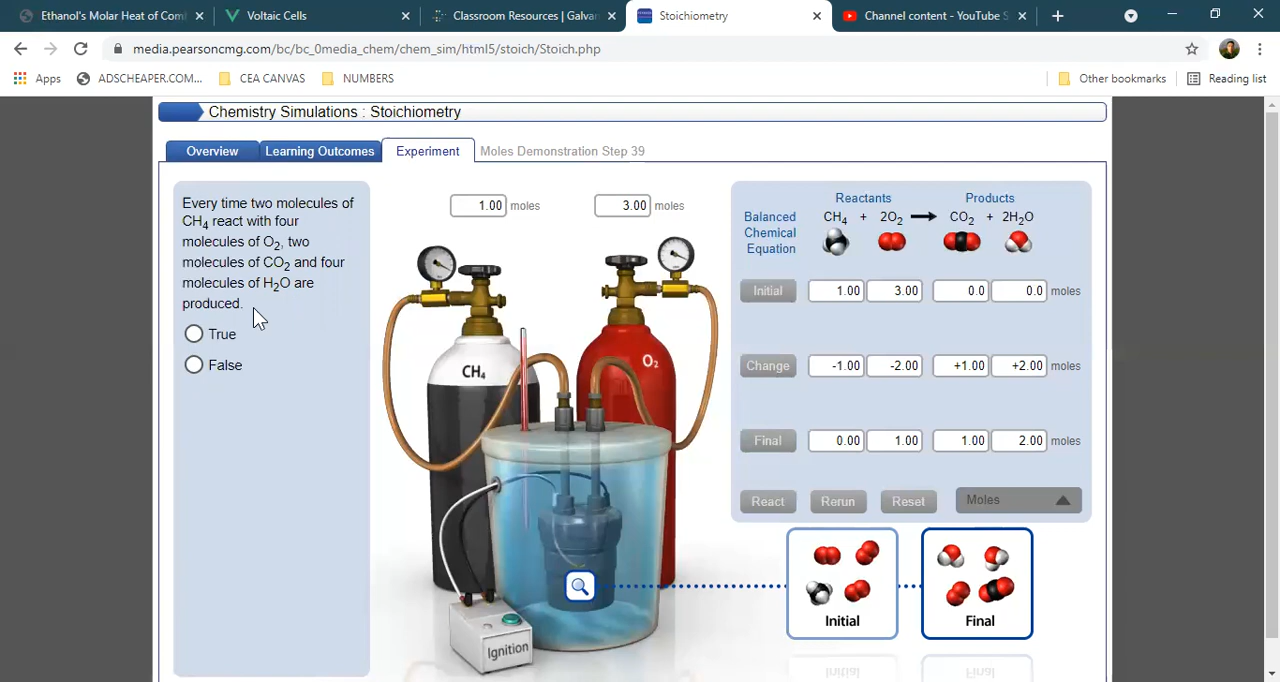 Ethanol's Molar Heat of Com
Voltaic Cells
Classroom Resources | Galvan
Stoichiometry
Channel content - YouTube S
media.pearsoncmg.com/bc/bc_0media_chem/chem_sim/html5/stoich/Stoich.php
Apps
ADSCHEAPER.COM...
CEA CANVAS
NUMBERS
Other bookmarks
Reading list
Chemistry Simulations : Stoichiometry
Overview
Learning Outcomes
Experiment
Moles Demonstration Step 39
Every time two molecules of
CH₄ react with four
molecules of O₂, two
molecules of CO₂ and four
molecules of H₂O are
produced.
True
False
1.00 moles
3.00 moles
CH₄
O₂
Ignition
Reactants
Products
Balanced
Chemical
Equation
CH₄ + 2O₂ → CO₂ + 2H₂O
Initial 1.00 3.00 0.0 0.0 moles
Change -1.00 -2.00 +1.00 +2.00 moles
Final 0.00 1.00 1.00 2.00 moles
React
Rerun
Reset
Moles
Initial
Final